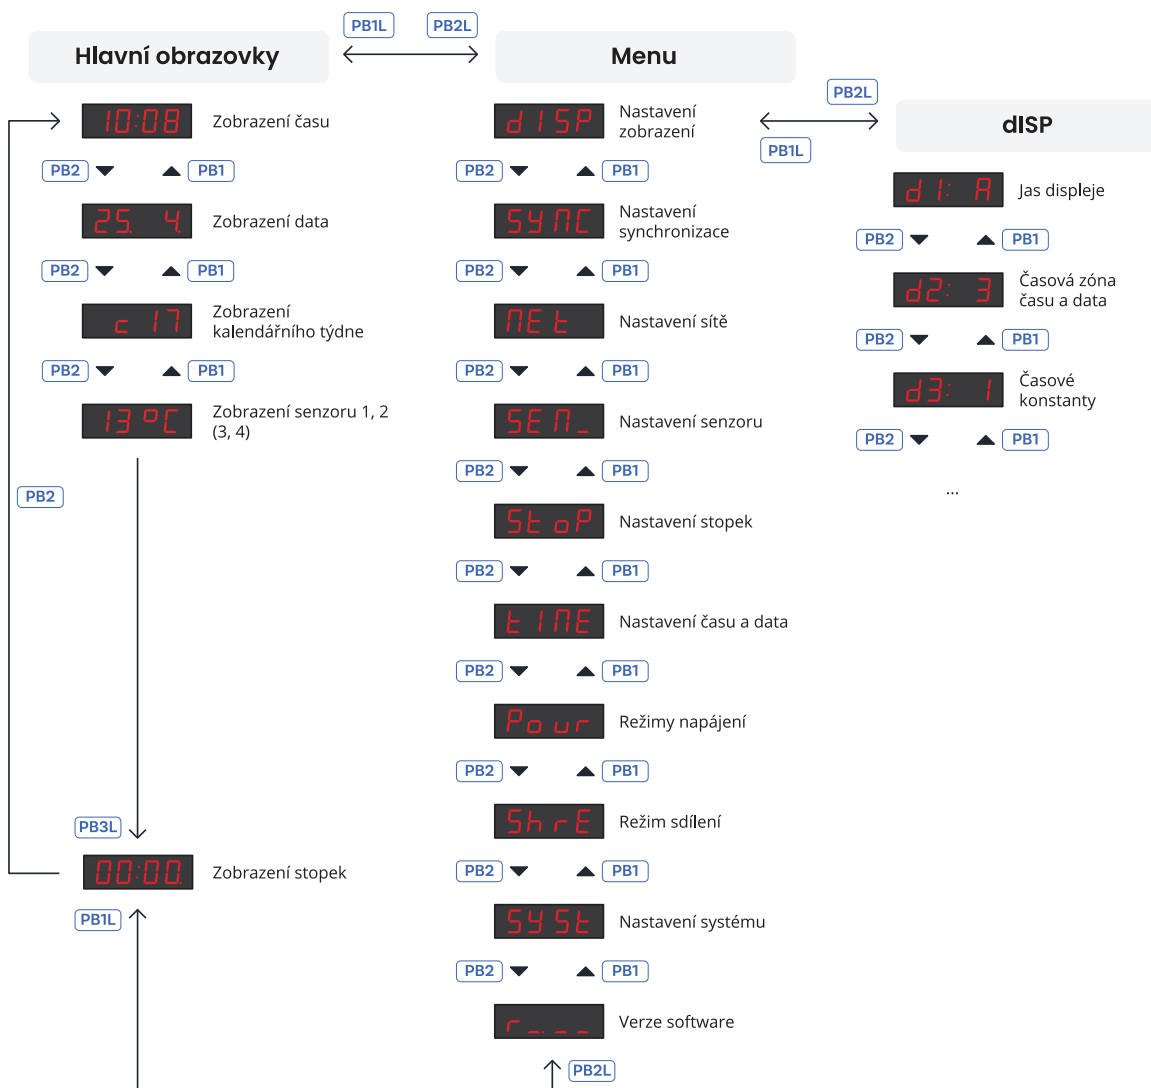 PB1L
PB2L
Hlavní obrazovky
Menu
10:08
Zobrazení času
PB2
PB1
25. 4.
Zobrazení data
PB2
PB1
c 17
Zobrazení
kalendářního týdne
PB2
PB1
13°C
Zobrazení senzoru 1, 2
(3, 4)
PB2
PB3L
00:00.
Zobrazení stopek
PB1L
dISP
Nastavení
zobrazení
PB2
PB1
SYNC
Nastavení
synchronizace
PB2
PB1
NEt
Nastavení sítě
PB2
PB1
SEN_
Nastavení senzoru
PB2
PB1
StoP
Nastavení stopek
PB2
PB1
tIME
Nastavení času a data
PB2
PB1
Pour
Režimy napájení
PB2
PB1
ShrE
Režim sdílení
PB2
PB1
SYSt
Nastavení systému
PB2
PB1
r_._ _
Verze software
PB2L
PB2L
PB1L
dISP
d1: A
Jas displeje
PB2
PB1
d2: 3
Časová zóna
času a data
PB2
PB1
d3: 1
Časové
konstanty
PB2
PB1
...